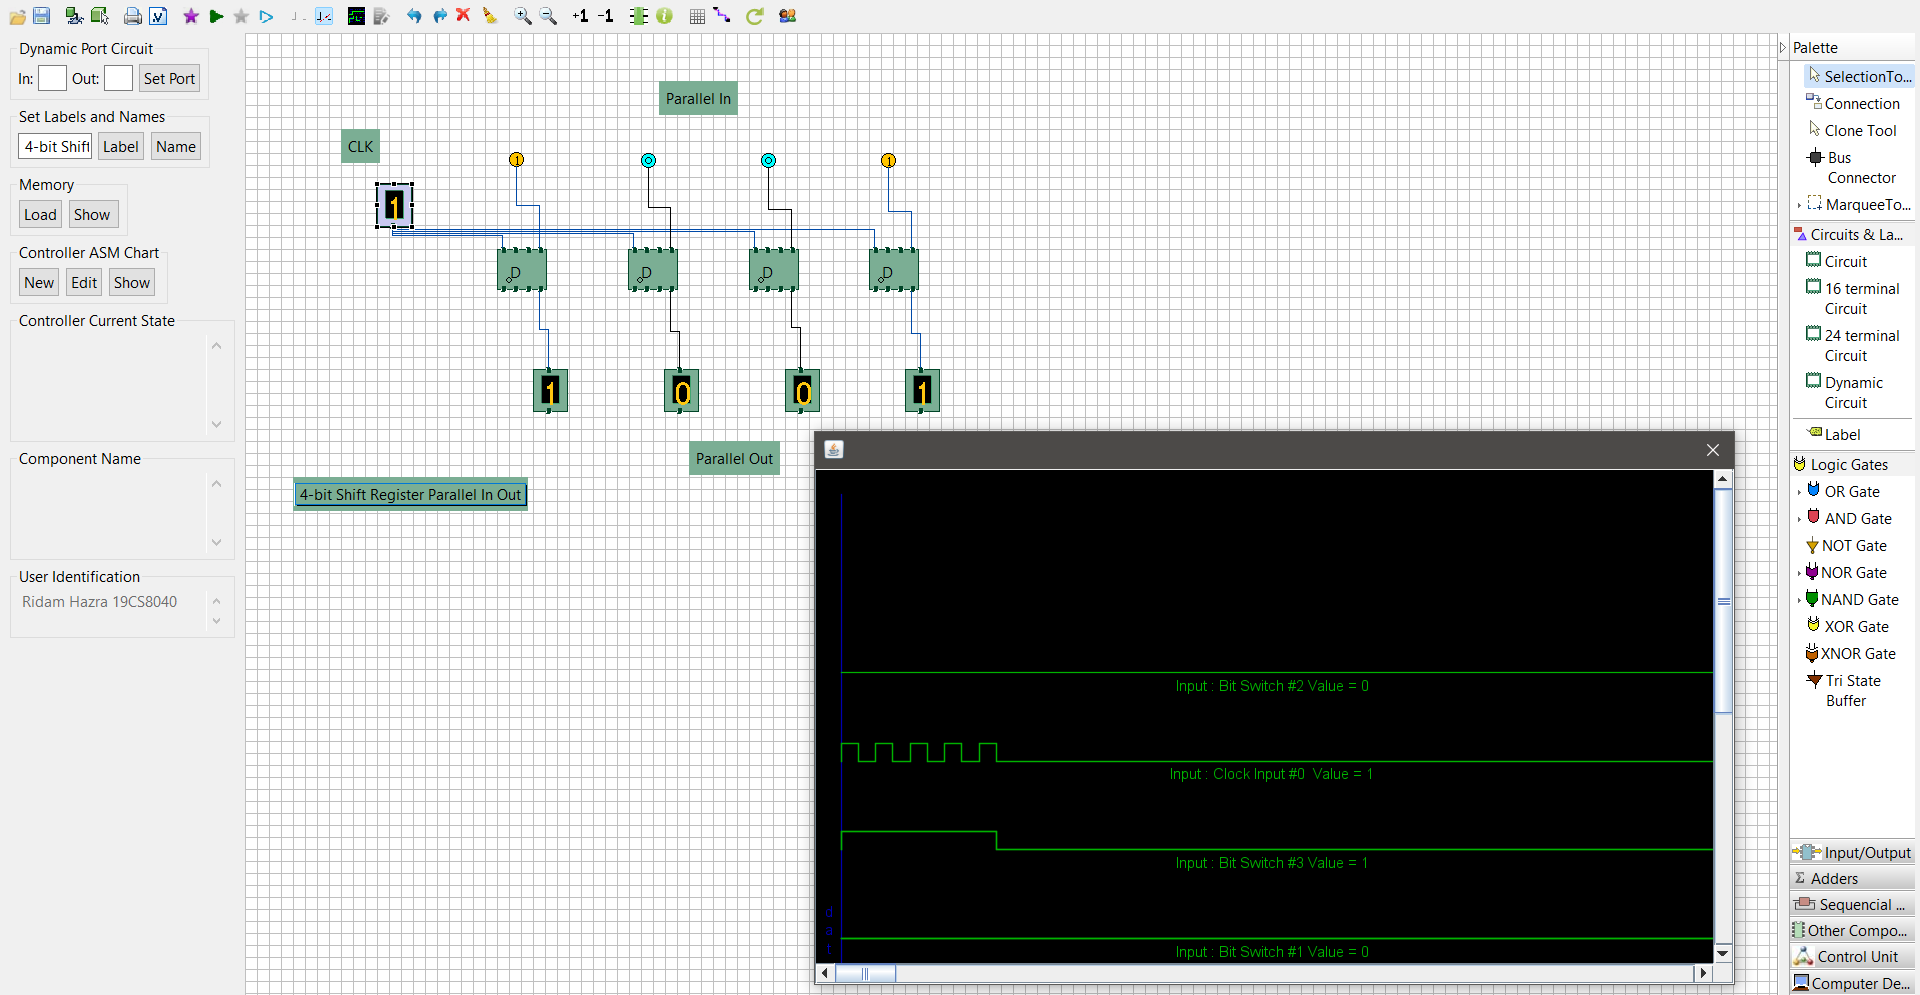 +1 -1
Dynamic Port Circuit
In: Out: Set Port
Set Labels and Names
4-bit Shift Label Name
Memory
Load Show
Controller ASM Chart
New Edit Show
Controller Current State
Component Name
User Identification
Ridam Hazra 19CS8040
Parallel In
CLK
1 0 0 1
1
D D D D
1 0 0 1
Parallel Out
4-bit Shift Register Parallel In Out
Input : Bit Switch #2 Value = 0
Input : Clock Input #0 Value = 1
Input : Bit Switch #3 Value = 1
d
a
t
Input : Bit Switch #1 Value = 0
Palette
SelectionTo...
Connection
Clone Tool
Bus
Connector
MarqueeTo...
Circuits & La...
Circuit
16 terminal
Circuit
24 terminal
Circuit
Dynamic
Circuit
Label
Logic Gates
OR Gate
AND Gate
NOT Gate
NOR Gate
NAND Gate
XOR Gate
XNOR Gate
Tri State
Buffer
Input/Output
Adders
Sequential ...
Other Compo...
Control Unit
Computer De...